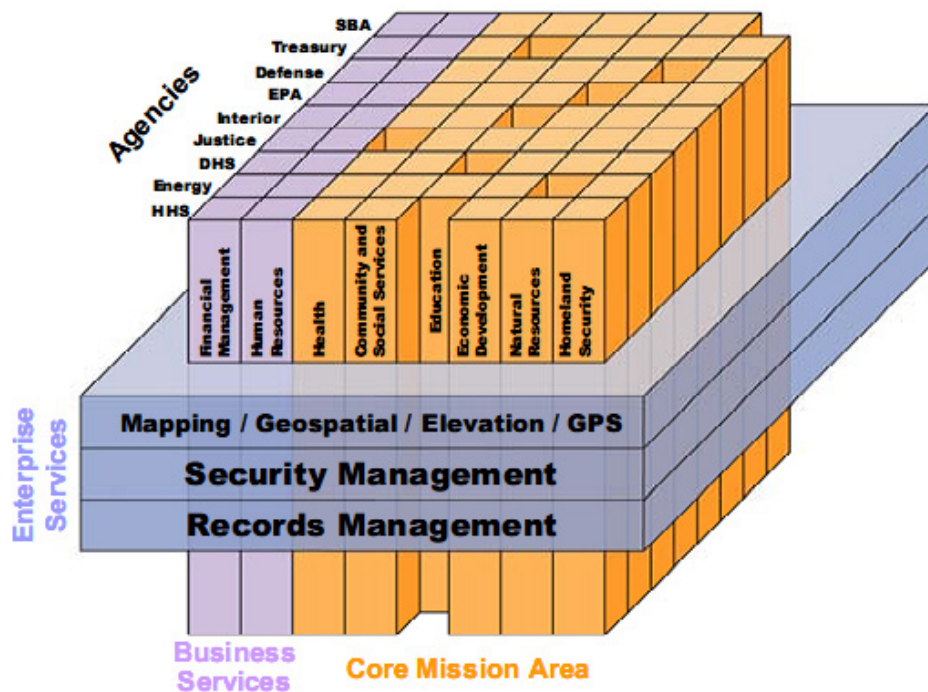 SBA
Treasury
Defense
EPA
Interior
Justice
DHS
Energy
HHS
Agencies
Financial
Management
Human
Resources
Health
Community and
Social Services
Education
Economic
Development
Natural
Resources
Homeland
Security
Enterprise
Services
Mapping / Geospatial / Elevation / GPS
Security Management
Records Management
Business
Services
Core Mission Area